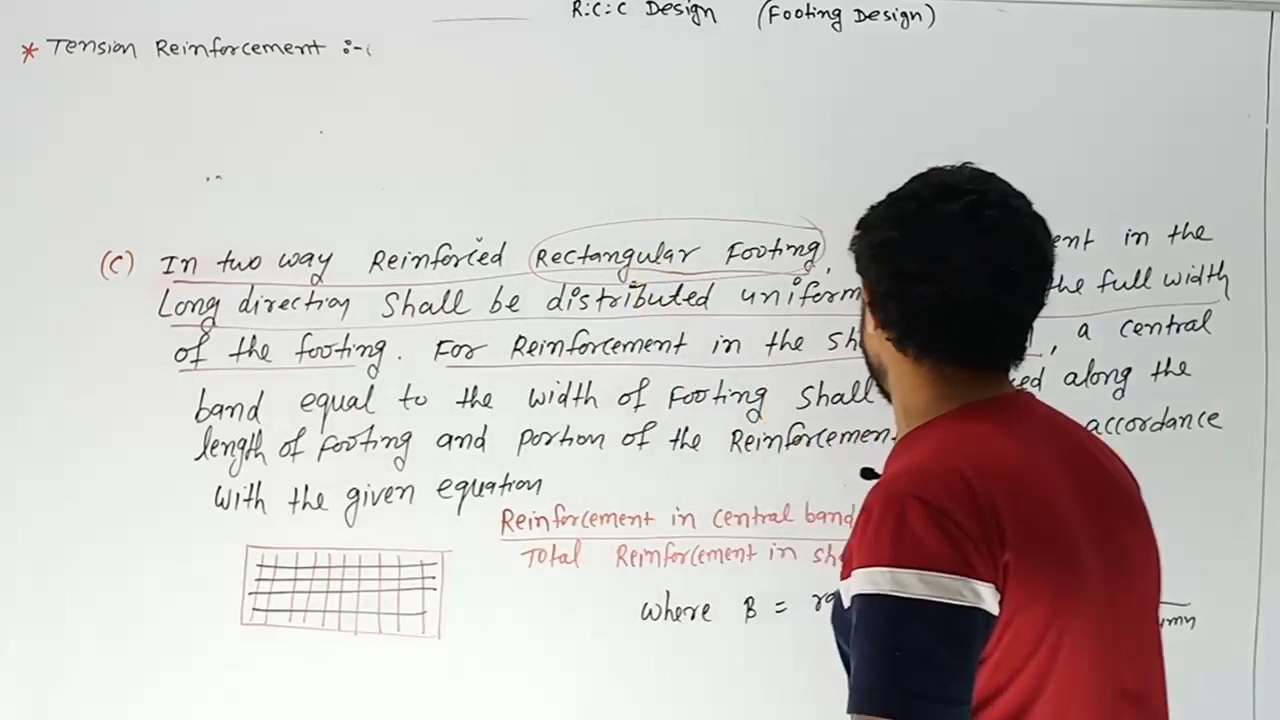 R.C.C Design (Footing Design)
* Tension Reinforcement :-
(C) In two way Reinforced Rectangular Footing, ent in the
Long direction Shall be distributed uniform the full width
of the footing. For Reinforcement in the sh , a central
band equal to the width of Footing Shall ed along the
length of Footing and portion of the Reinforcemen accordance
with the given equation
Reinforcement in central band
Total Reinforcement in sh
where B =